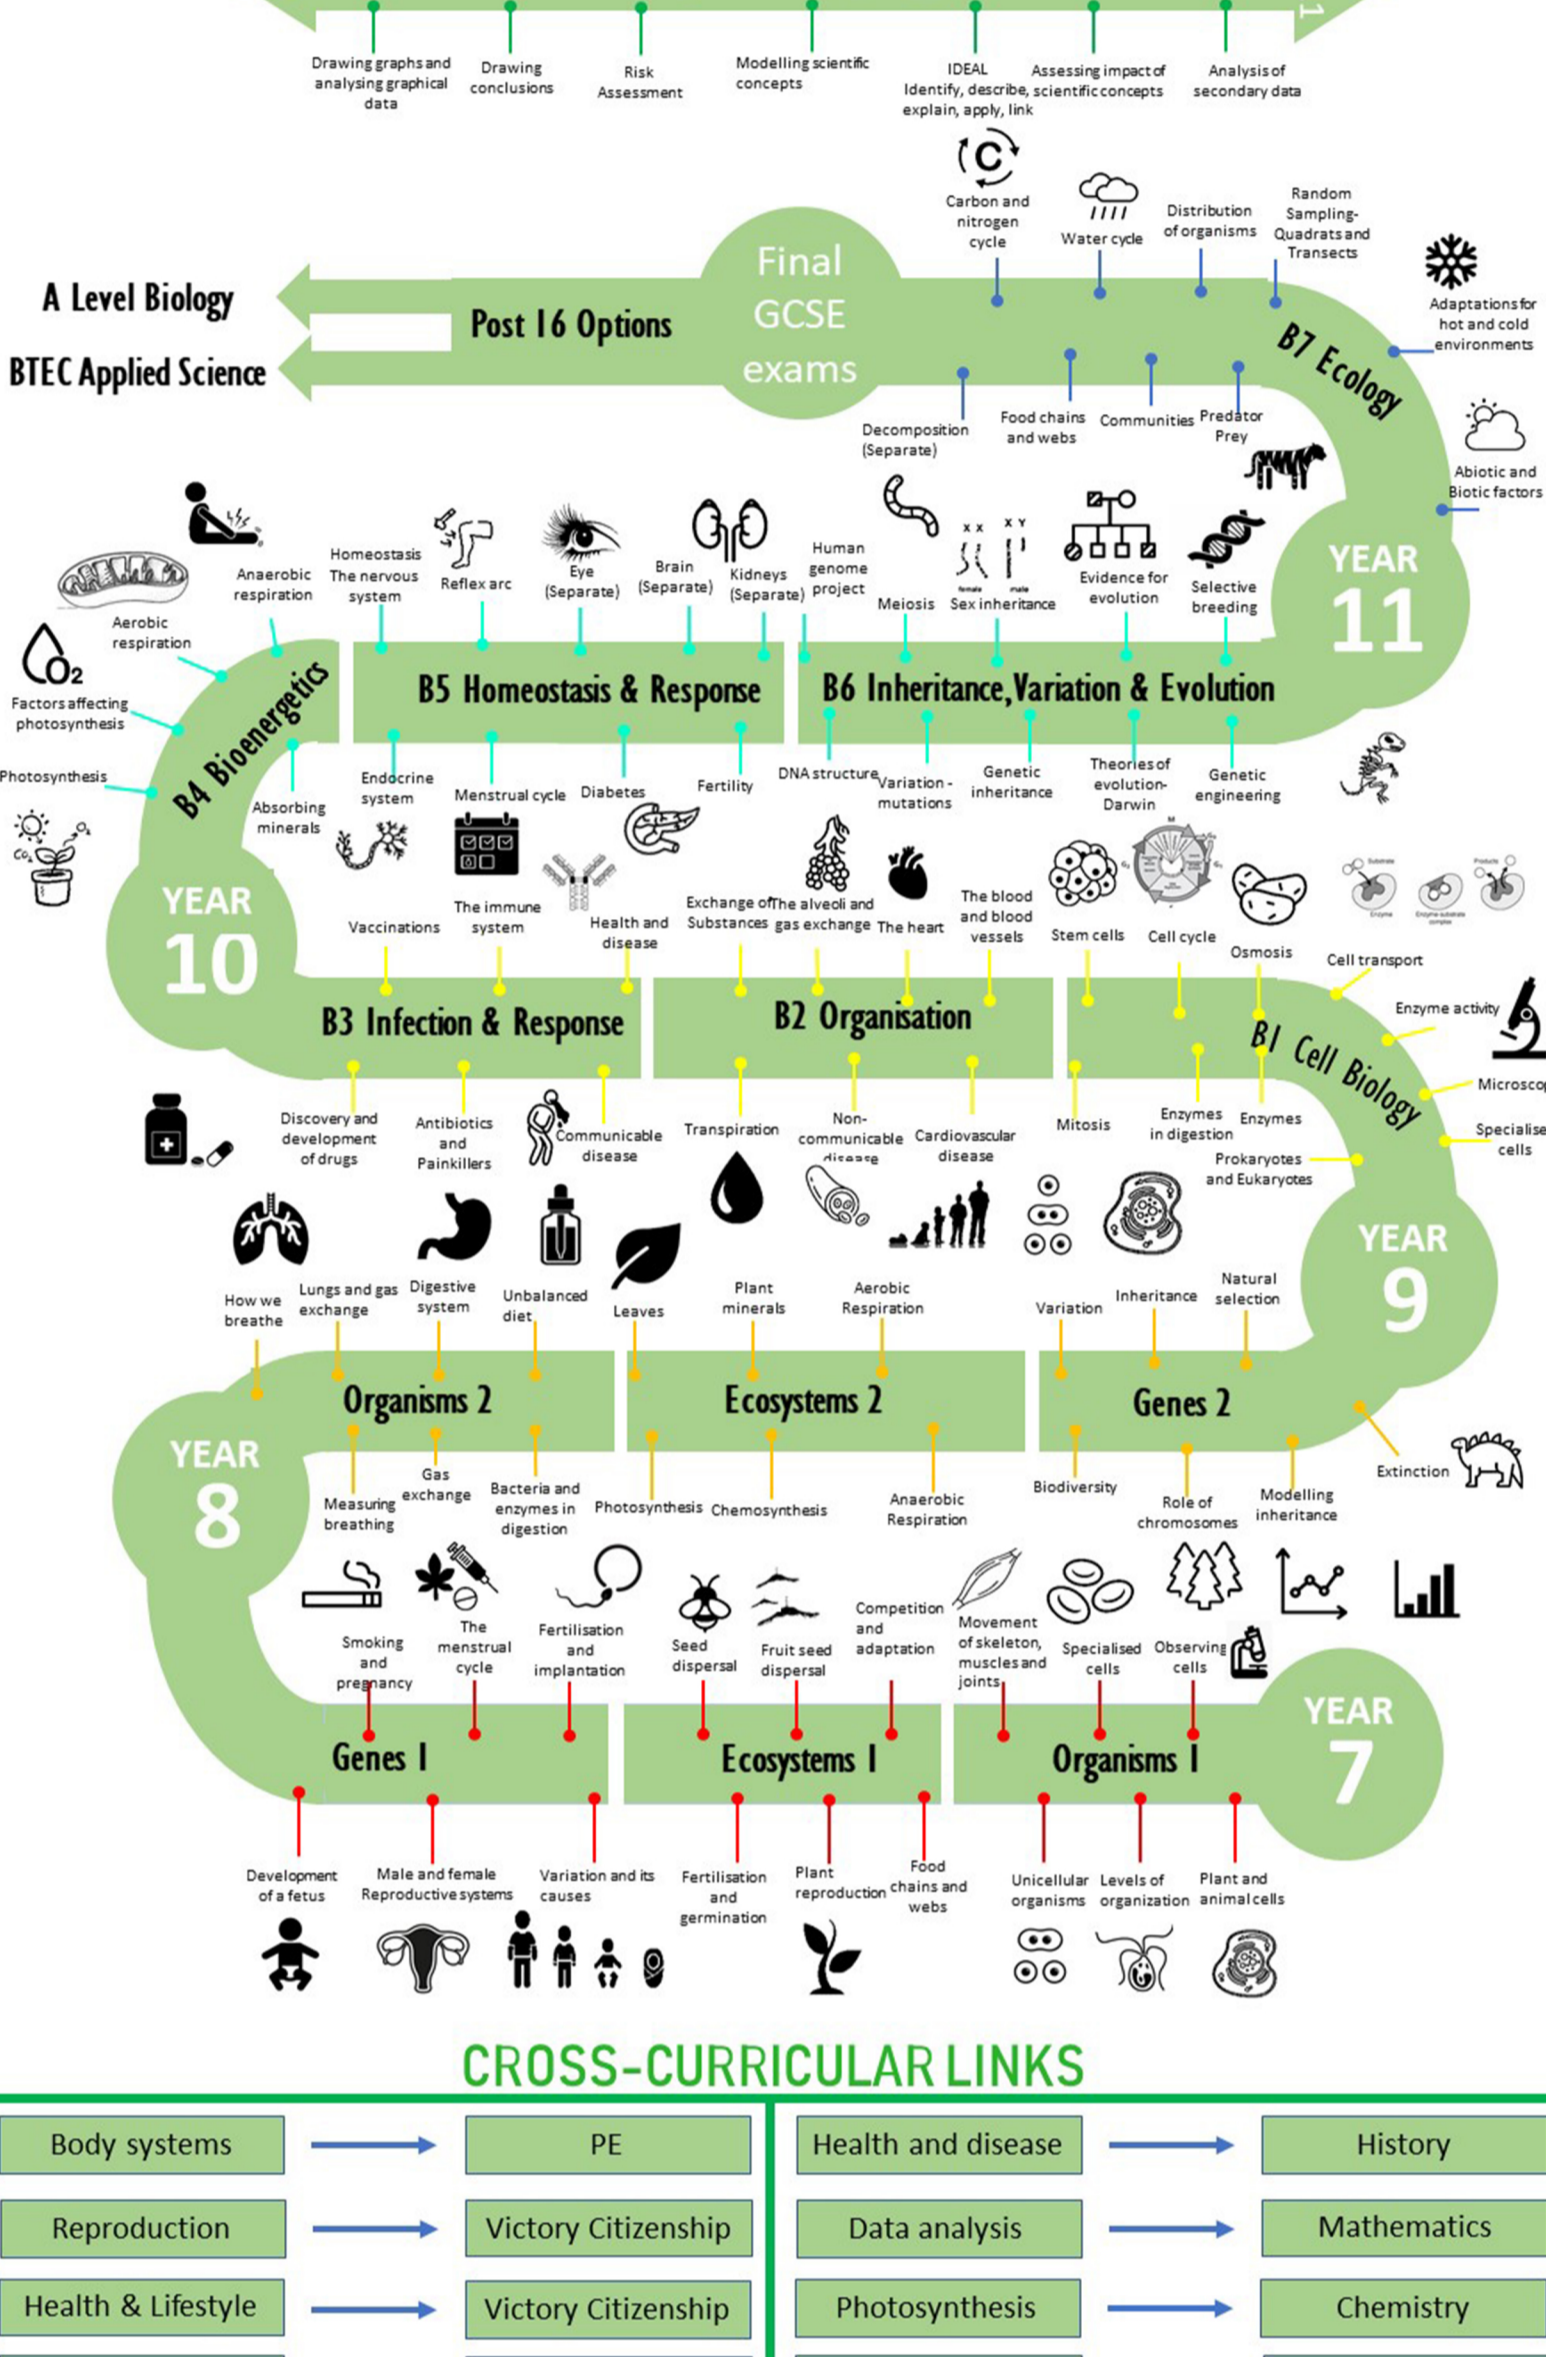 1
Drawing graphs and
analysing graphical
data
Drawing
conclusions
Risk
Assessment
Modelling scientific
concepts
IDEAL
Identify, describe,
explain, apply, link
Assessing impact of
scientific concepts
Analysis of
secondary data
Carbon and
nitrogen
cycle
Water cycle
Distribution
of organisms
Random
Sampling-
Quadrats and
Transects
Adaptations for
hot and cold
environments
A Level Biology
BTEC Applied Science
Post 16 Options
Final
GCSE
exams
B7 Ecology
Decomposition
(Separate)
Food chains
and webs
Communities
Predator
Prey
Abiotic and
Biotic factors
YEAR
11
Photosynthesis
Factors affecting
photosynthesis
O2
Aerobic
respiration
Anaerobic
respiration
Homeostasis
The nervous
system
Reflex arc
Eye
(Separate)
Brain
(Separate)
Kidneys
(Separate)
Human
genome
project
Meiosis
X X
X Y
female
male
Sex inheritance
Evidence for
evolution
Selective
breeding
B4 Bioenergetics
B5 Homeostasis & Response
B6 Inheritance, Variation & Evolution
Absorbing
minerals
Endocrine
system
Menstrual cycle
Diabetes
Fertility
DNA structure
Variation -
mutations
Genetic
inheritance
Theories of
evolution-
Darwin
Genetic
engineering
YEAR
10
Vaccinations
The immune
system
Health and
disease
Exchange of
Substances
The alveoli and
gas exchange
The heart
The blood
and blood
vessels
Stem cells
Cell cycle
Osmosis
Substrate
Enzyme
Enzyme-substrate
complex
Products
Cell transport
Enzyme activity
Microscop
Specialise
cells
B3 Infection & Response
B2 Organisation
B1 Cell Biology
Discovery and
development
of drugs
Antibiotics
and
Painkillers
Communicable
disease
Transpiration
Non-
communicable
disease
Cardiovascular
disease
Mitosis
Enzymes
in digestion
Enzymes
Prokaryotes
and Eukaryotes
YEAR
9
How we
breathe
Lungs and gas
exchange
Digestive
system
Unbalanced
diet
Leaves
Plant
minerals
Aerobic
Respiration
Variation
Inheritance
Natural
selection
Organisms 2
Ecosystems 2
Genes 2
YEAR
8
Measuring
breathing
Gas
exchange
Bacteria and
enzymes in
digestion
Photosynthesis
Chemosynthesis
Anaerobic
Respiration
Biodiversity
Role of
chromosomes
Modelling
inheritance
Extinction
Smoking
and
pregnancy
The
menstrual
cycle
Fertilisation
and
implantation
Seed
dispersal
Fruit seed
dispersal
Competition
and
adaptation
Movement
of skeleton,
muscles and
joints
Specialised
cells
Observing
cells
Genes 1
Ecosystems 1
Organisms 1
YEAR
7
Development
of a fetus
Male and female
Reproductive systems
Variation and its
causes
Fertilisation
and
germination
Plant
reproduction
Food
chains and
webs
Unicellular
organisms
Levels of
organization
Plant and
animal cells
CROSS-CURRICULAR LINKS
Body systems
PE
Health and disease
History
Reproduction
Victory Citizenship
Data analysis
Mathematics
Health & Lifestyle
Victory Citizenship
Photosynthesis
Chemistry